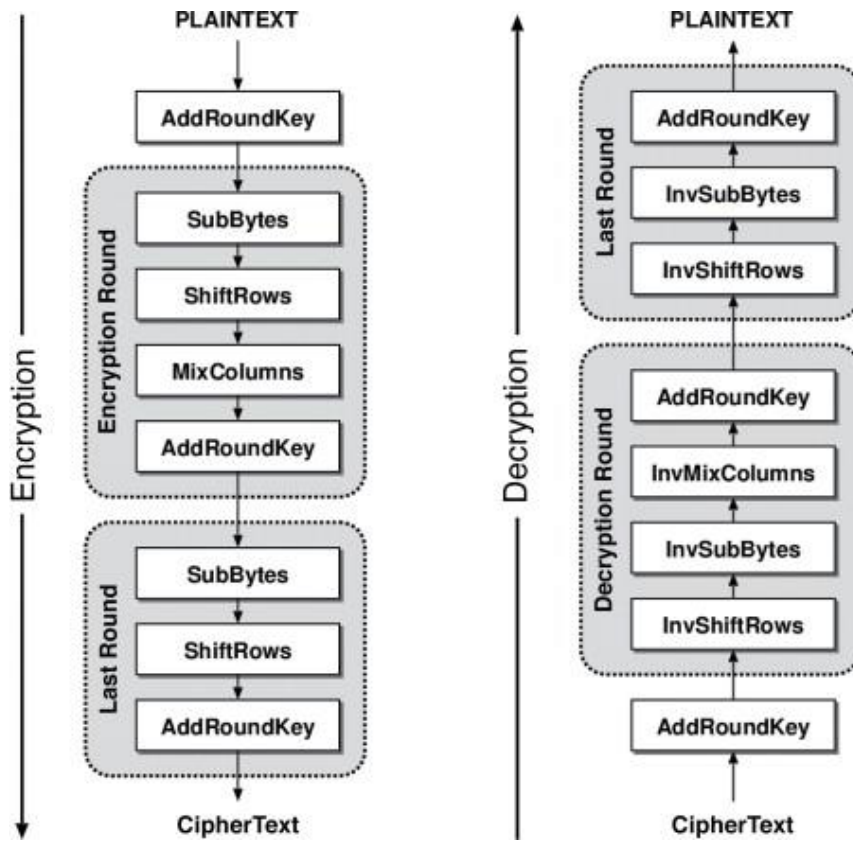 PLAINTEXT
AddRoundKey
SubBytes
ShiftRows
MixColumns
AddRoundKey
Encryption Round
SubBytes
ShiftRows
AddRoundKey
Last Round
CipherText
Encryption
PLAINTEXT
AddRoundKey
InvSubBytes
InvShiftRows
Last Round
AddRoundKey
InvMixColumns
InvSubBytes
InvShiftRows
Decryption Round
AddRoundKey
CipherText
Decryption